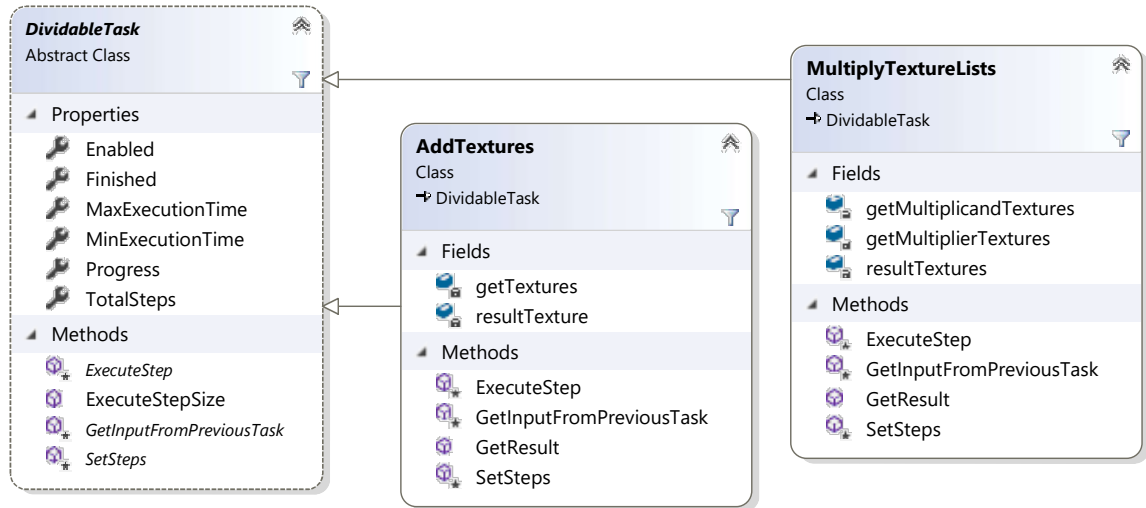 DividableTask
Abstract Class
Properties
Enabled
Finished
MaxExecutionTime
MinExecutionTime
Progress
TotalSteps
Methods
ExecuteStep
ExecuteStepSize
GetInputFromPreviousTask
SetSteps
AddTextures
Class
DividableTask
Fields
getTextures
resultTexture
Methods
ExecuteStep
GetInputFromPreviousTask
GetResult
SetSteps
MultiplyTextureLists
Class
DividableTask
Fields
getMultiplicandTextures
getMultiplierTextures
resultTextures
Methods
ExecuteStep
GetInputFromPreviousTask
GetResult
SetSteps